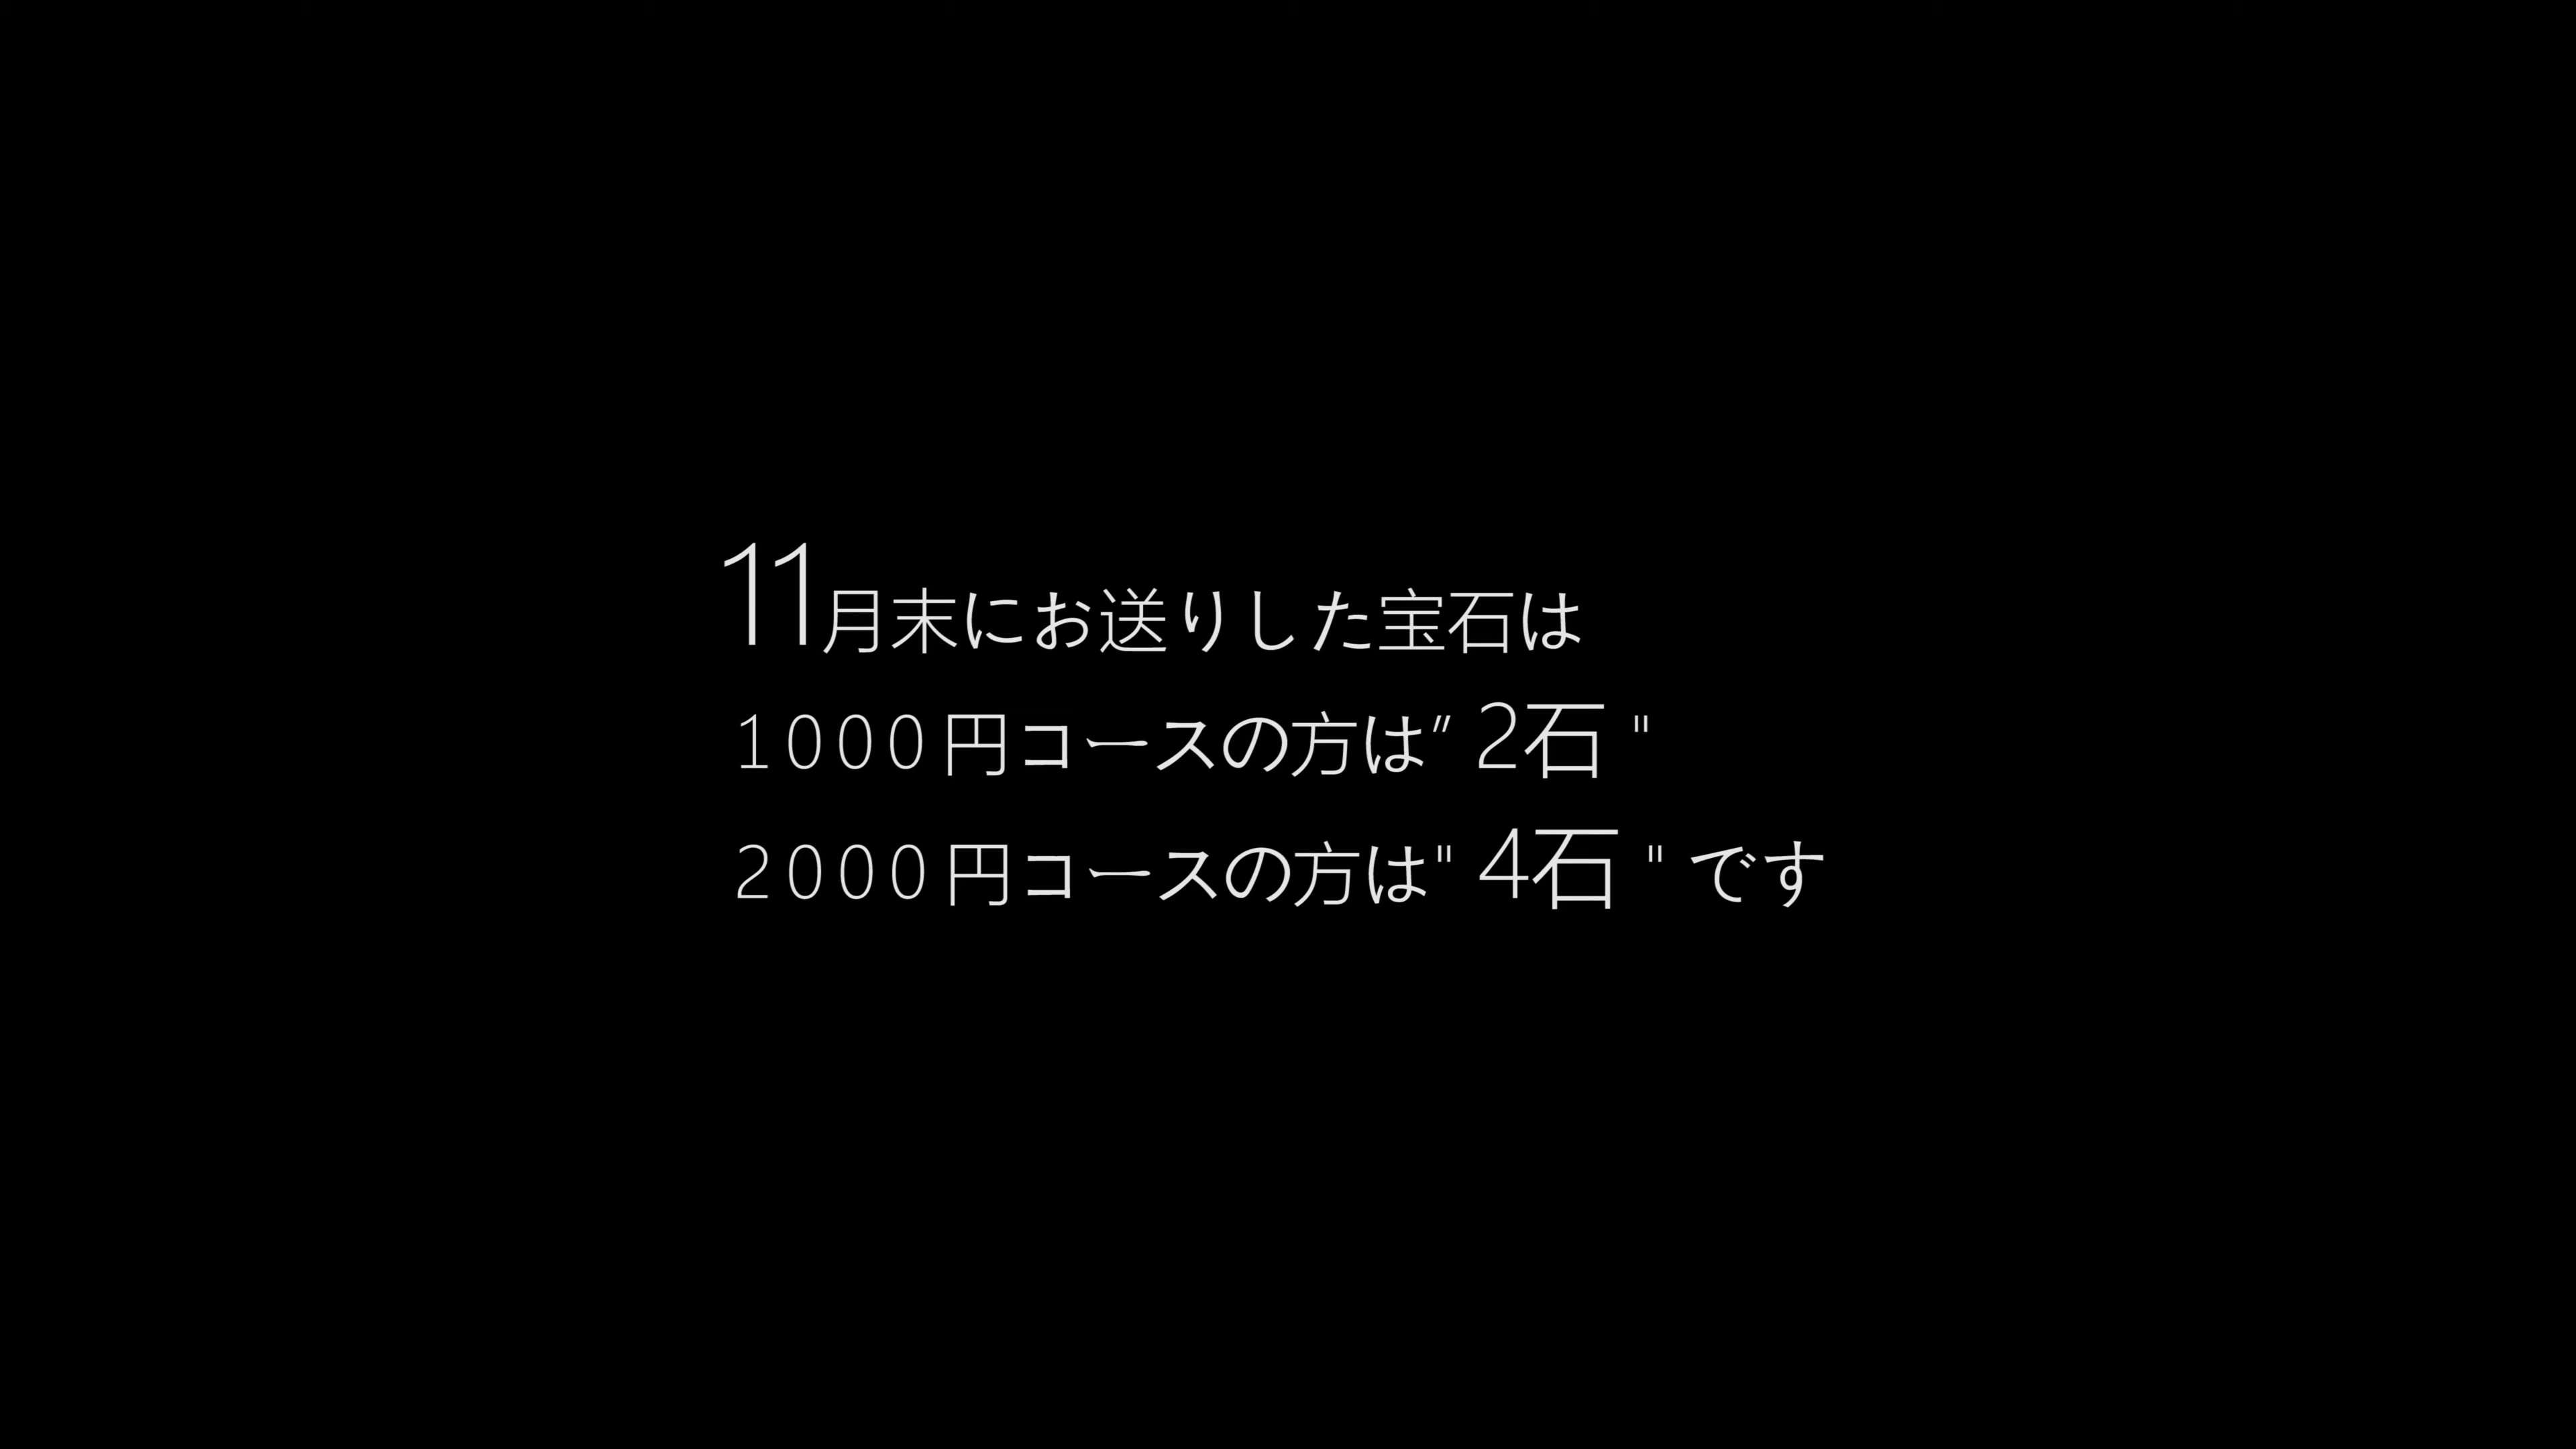 11月末にお送りした宝石は
1000円コースの方は” 2石 "
2000円コースの方は" 4石 " です